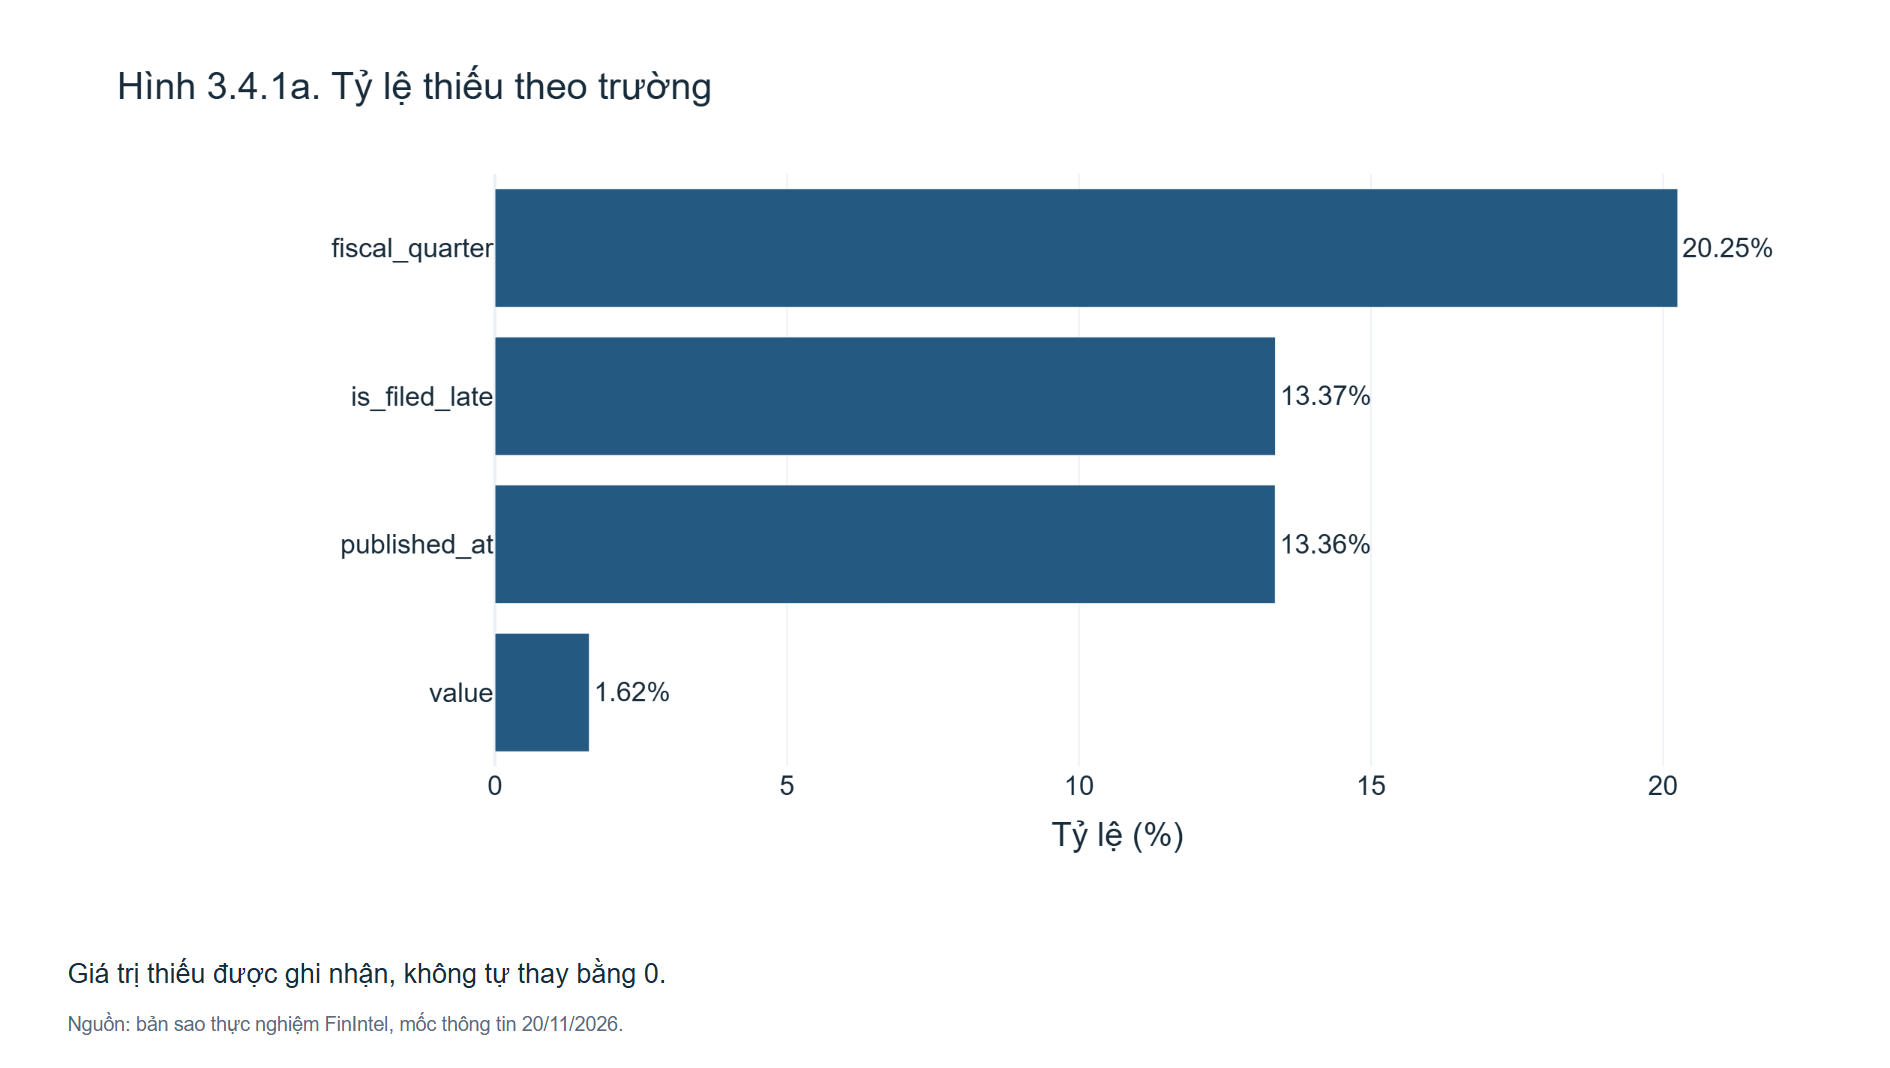 Hình 3.4.1a. Tỷ lệ thiếu theo trường
fiscal_quarter
20.25%
is_filed_late
13.37%
published_at
13.36%
value
1.62%
0
5
10
15
20
Tỷ lệ (%)
Giá trị thiếu được ghi nhận, không tự thay bằng 0.
Nguồn: bản sao thực nghiệm FinIntel, mốc thông tin 20/11/2026.